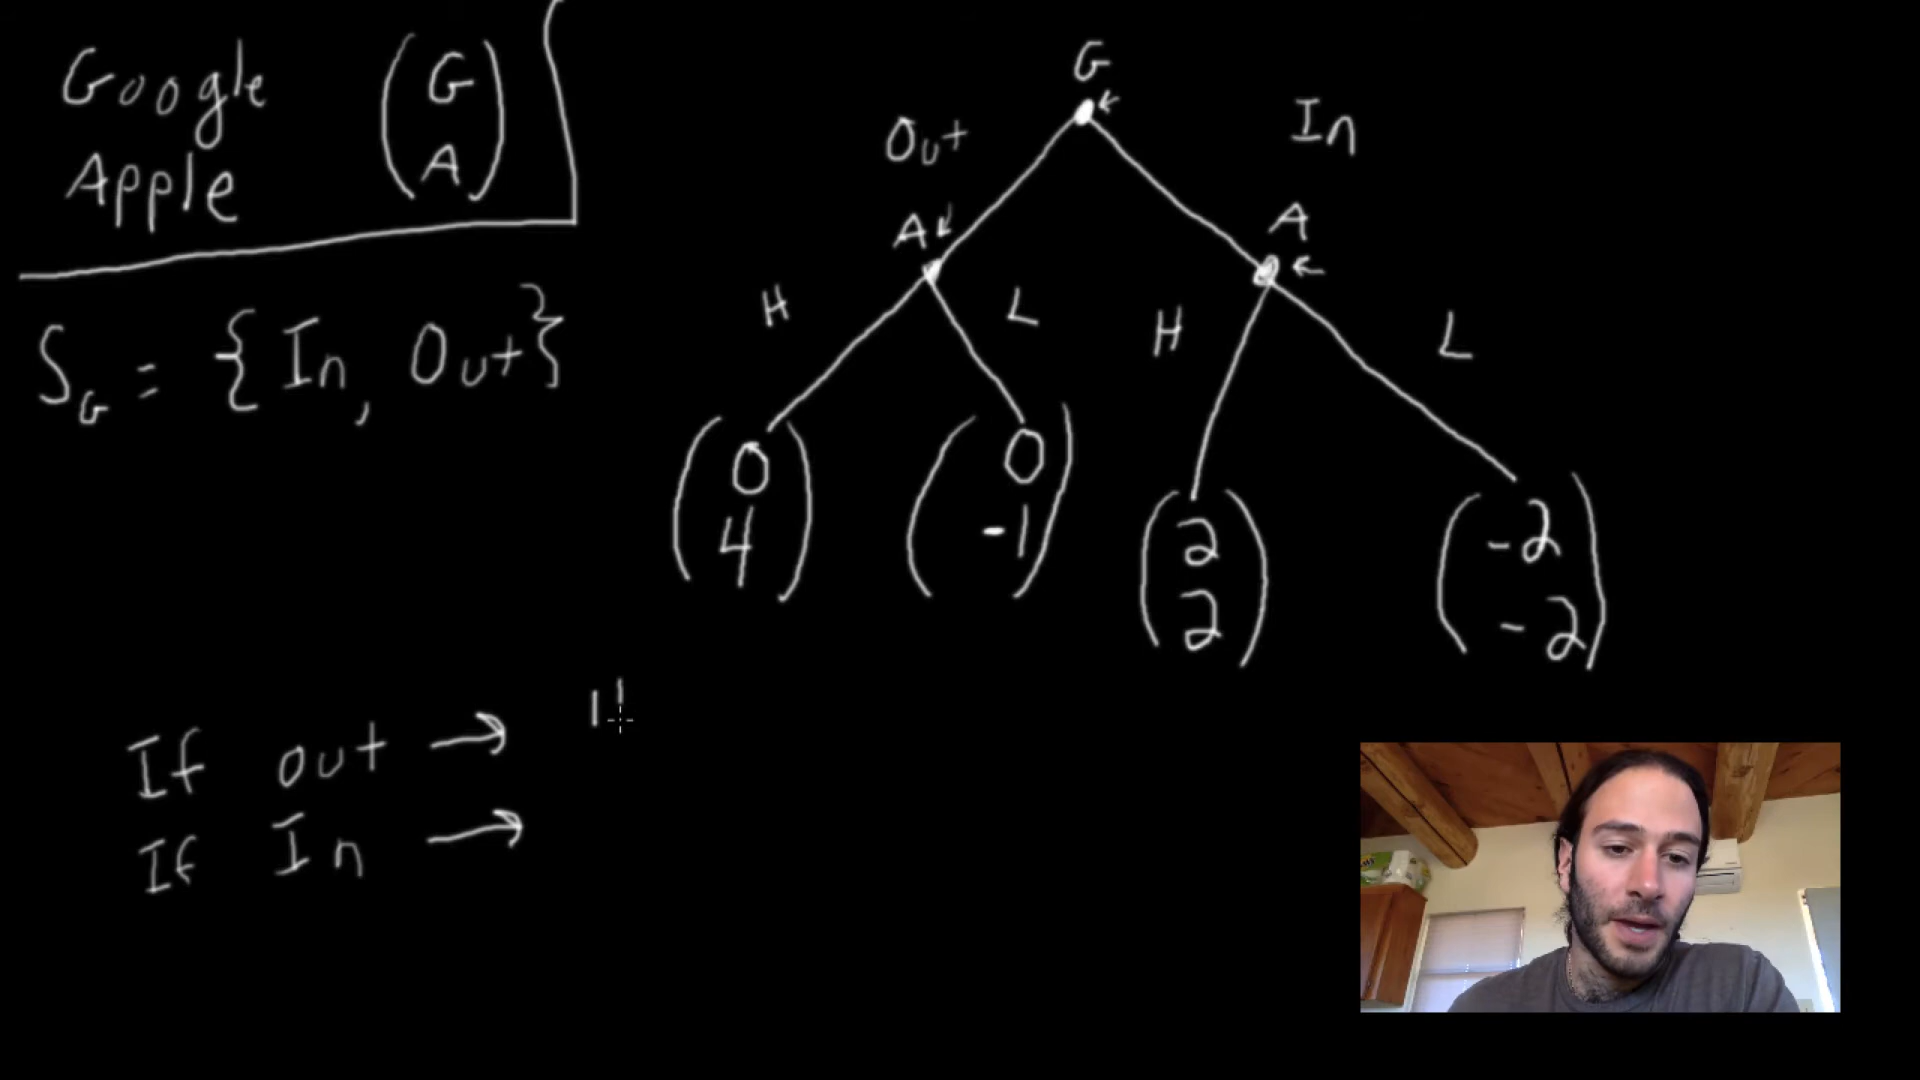 Google
Apple
(G
A)
S_G = {In, Out}
G
Out
In
A
A
H
L
H
L
(0
4)
(0
-1)
(2
2)
(-2
-2)
If out →
If In →